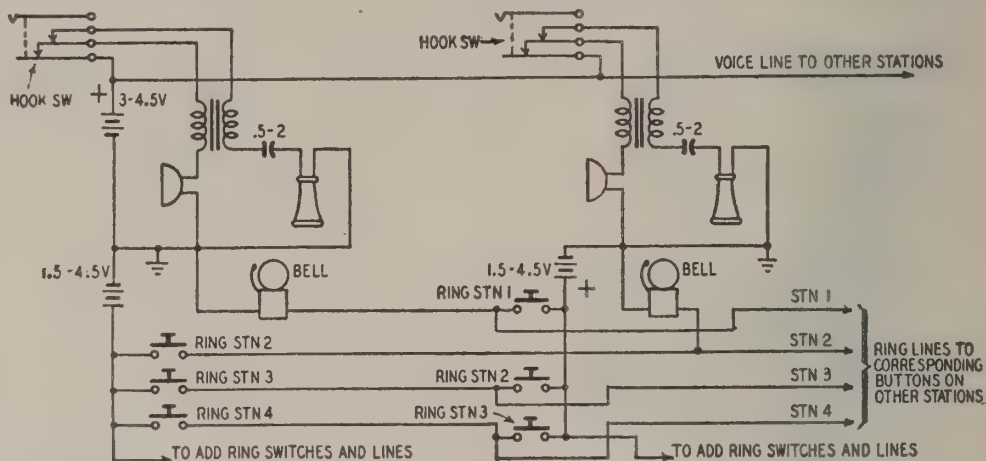 HOOK SW
VOICE LINE TO OTHER STATIONS
HOOK SW
+
3-4.5V
.5-2
.5-2
1.5-4.5V
BELL
1.5-4.5V
+
BELL
RING STN 1
STN 1
RING STN 2
STN 2
RING STN 3
RING STN 2
STN 3
RING STN 4
RING STN 3
STN 4
RING LINES TO
CORRESPONDING
BUTTONS ON
OTHER STATIONS
TO ADD RING SWITCHES AND LINES
TO ADD RING SWITCHES AND LINES